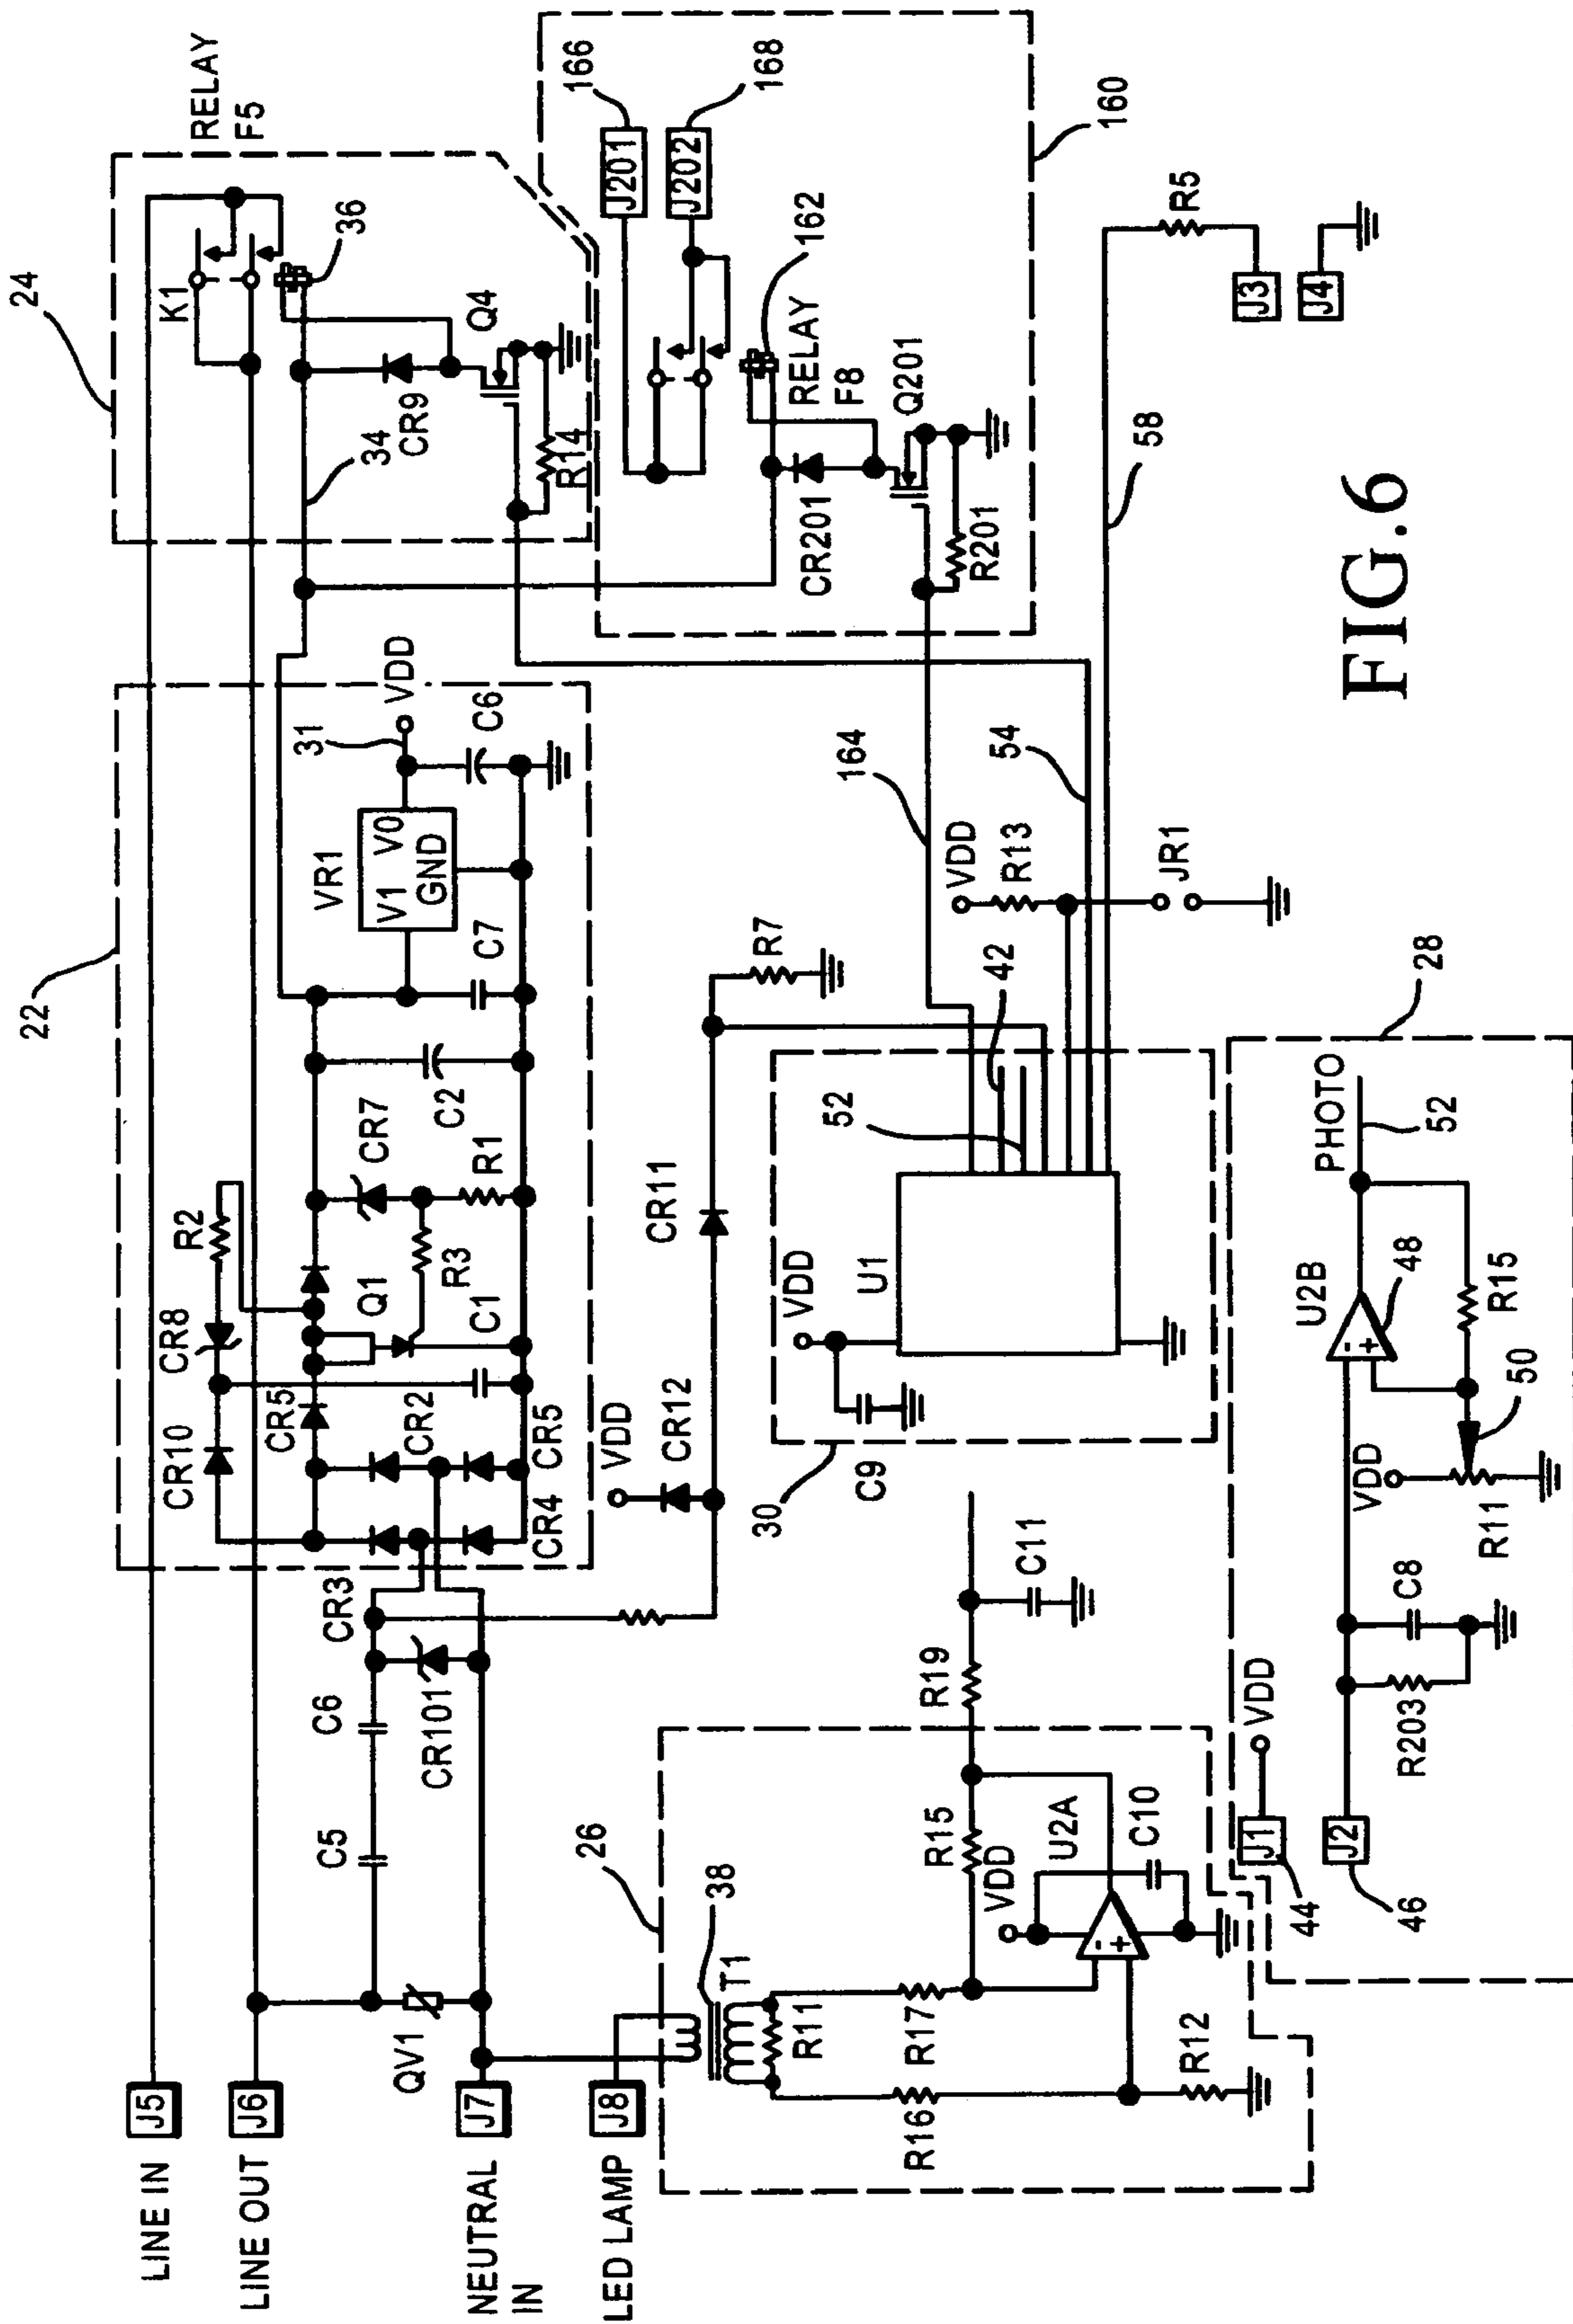 LINE IN
J5
LINE OUT
J6
NEUTRAL
IN
J7
LED LAMP
J8
QV1
C5
C6
CR101
CR3
22
CR10
CR8
R2
CR5
CR2
CR4
CR5
Q1
C1
R3
CR7
R1
C2
C7
VR1
V1
V0
GND
31
VDD
C6
24
RELAY
F5
K1
36
34
CR9
Q4
R14
J201
166
J202
168
160
162
RELAY
F8
CR201
Q201
R201
26
38
T1
R11
R17
R16
R12
R15
VDD
U2A
C10
R19
C11
VDD
CR12
CR11
R7
30
VDD
C9
U1
52
42
164
VDD
R13
54
JR1
58
R5
J3
J4
28
J1
44
VDD
J2
46
R203
C8
VDD
R11
50
U2B
-
+
48
R15
PHOTO
52
-
+
FIG.6